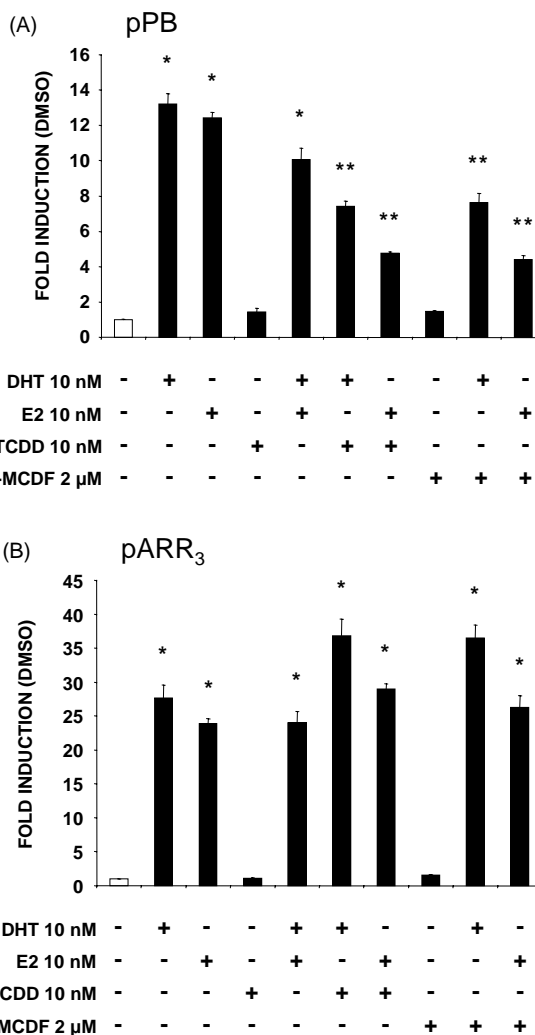 (A) pPB
FOLD INDUCTION (DMSO)
16
14
12
10
8
6
4
2
0
* * * ** ** ** **
DHT 10 nM - + - - + + - - + -
E2 10 nM - - + - + - + - - +
TCDD 10 nM - - - + - + + - - -
-MCDF 2 µM - - - - - - - + + +
(B) pARR3
FOLD INDUCTION (DMSO)
45
40
35
30
25
20
15
10
5
0
* * * * * * *
DHT 10 nM - + - - + + - - + -
E2 10 nM - - + - + - + - - +
CDD 10 nM - - - + - + + - - -
MCDF 2 µM - - - - - - - + + +